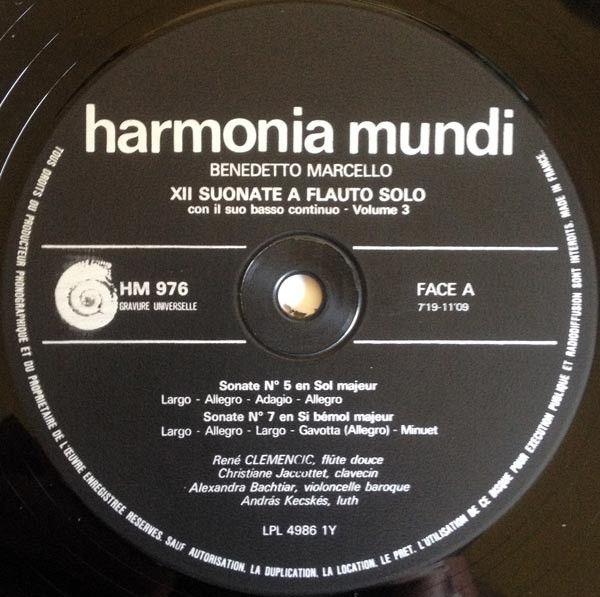 harmonia mundi
BENEDETTO MARCELLO
XII SUONATE A FLAUTO SOLO
con il suo basso continuo - Volume 3
HM 976
GRAVURE UNIVERSELLE
FACE A
7'19-11'09
Sonate N° 5 en Sol majeur
Largo - Allegro - Adagio - Allegro
Sonate N° 7 en Si bémol majeur
Largo - Allegro - Largo - Gavotta (Allegro) - Minuet
René CLEMENCIC, flûte douce
Christiane Jaccottet, clavecin
Alexandra Bachtiar, violoncelle baroque
András Kecskés, luth
LPL 4986 1Y
TOUS DROITS DU PRODUCTEUR PHONOGRAPHIQUE ET DU PROPRIETAIRE DE L'ŒUVRE ENREGISTREE RESERVES. SAUF AUTORISATION. LA DUPLICATION. LA LOCATION. LE PRET. L'UTILISATION DE CE DISQUE POUR EXECUTION PUBLIQUE ET RADIODIFFUSION SONT INTERDITS. MADE IN FRANCE.